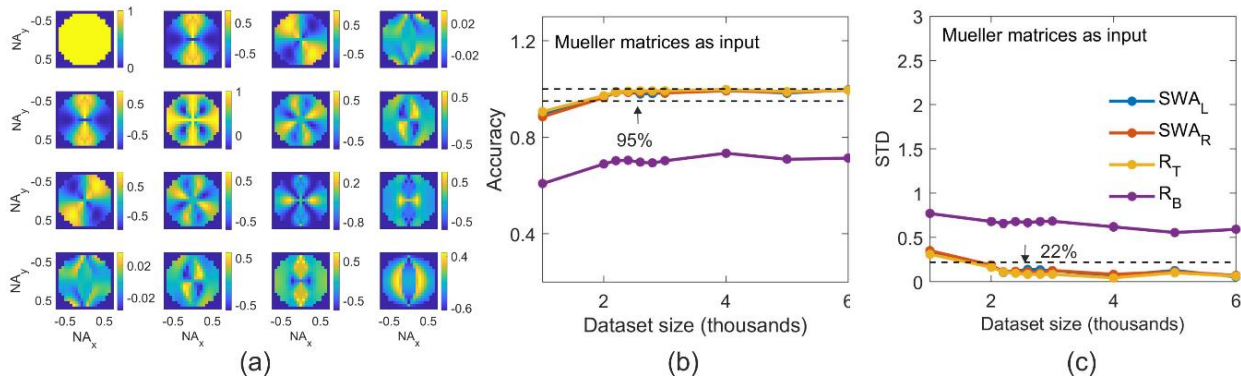 NAy -0.5 0.5 1 0 0.5 -0.5 0.5 -0.5 0.02 -0.02
NAy -0.5 0.5 0.5 -0.5 1 0 0.5 -0.5 0.5 -0.5
NAy -0.5 0.5 0.5 -0.5 0.5 -0.5 0.2 -0.8 0.5 -0.5
NAy -0.5 0.5 0.02 -0.02 0.5 -0.5 0.5 -0.5 0.4 -0.6
-0.5 0.5 -0.5 0.5 -0.5 0.5 -0.5 0.5
NAx NAx NAx NAx
(a)
1.2
Mueller matrices as input
95%
0.8
0.4
Accuracy
2 4 6
Dataset size (thousands)
(b)
3
Mueller matrices as input
2.5
2
1.5
1
0.5
0
STD
SWAL
SWAR
RT
RB
22%
2 4 6
Dataset size (thousands)
(c)